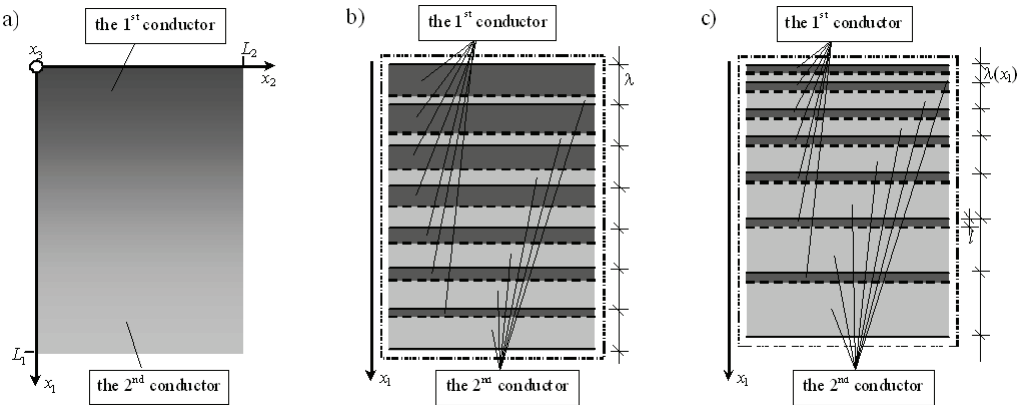 a)
the 1st conductor
x3
L2
x2
L1
x1
the 2nd conductor
b)
the 1st conductor
λ
x1
the 2nd conductor
c)
the 1st conductor
λ(x1)
l
x1
the 2nd conductor